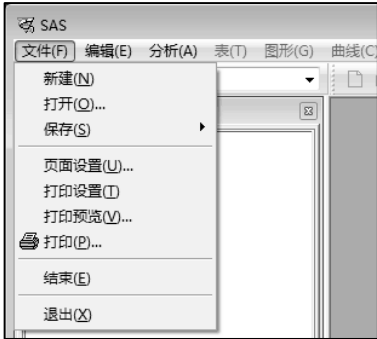 SAS
文件(F) 编辑(E) 分析(A) 表(T) 图形(G) 曲线(C)
新建(N)
打开(O)...
保存(S)
页面设置(U)...
打印设置(T)
打印预览(V)...
打印(P)...
结束(E)
退出(X)